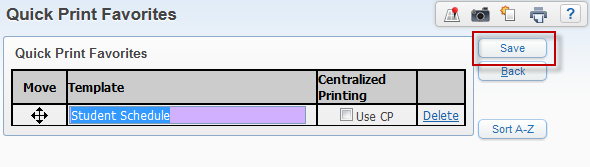 Quick Print Favorites
?
Quick Print Favorites
Save
Back
Move Template Centralized Printing
Student Schedule Use CP Delete
Sort A-Z